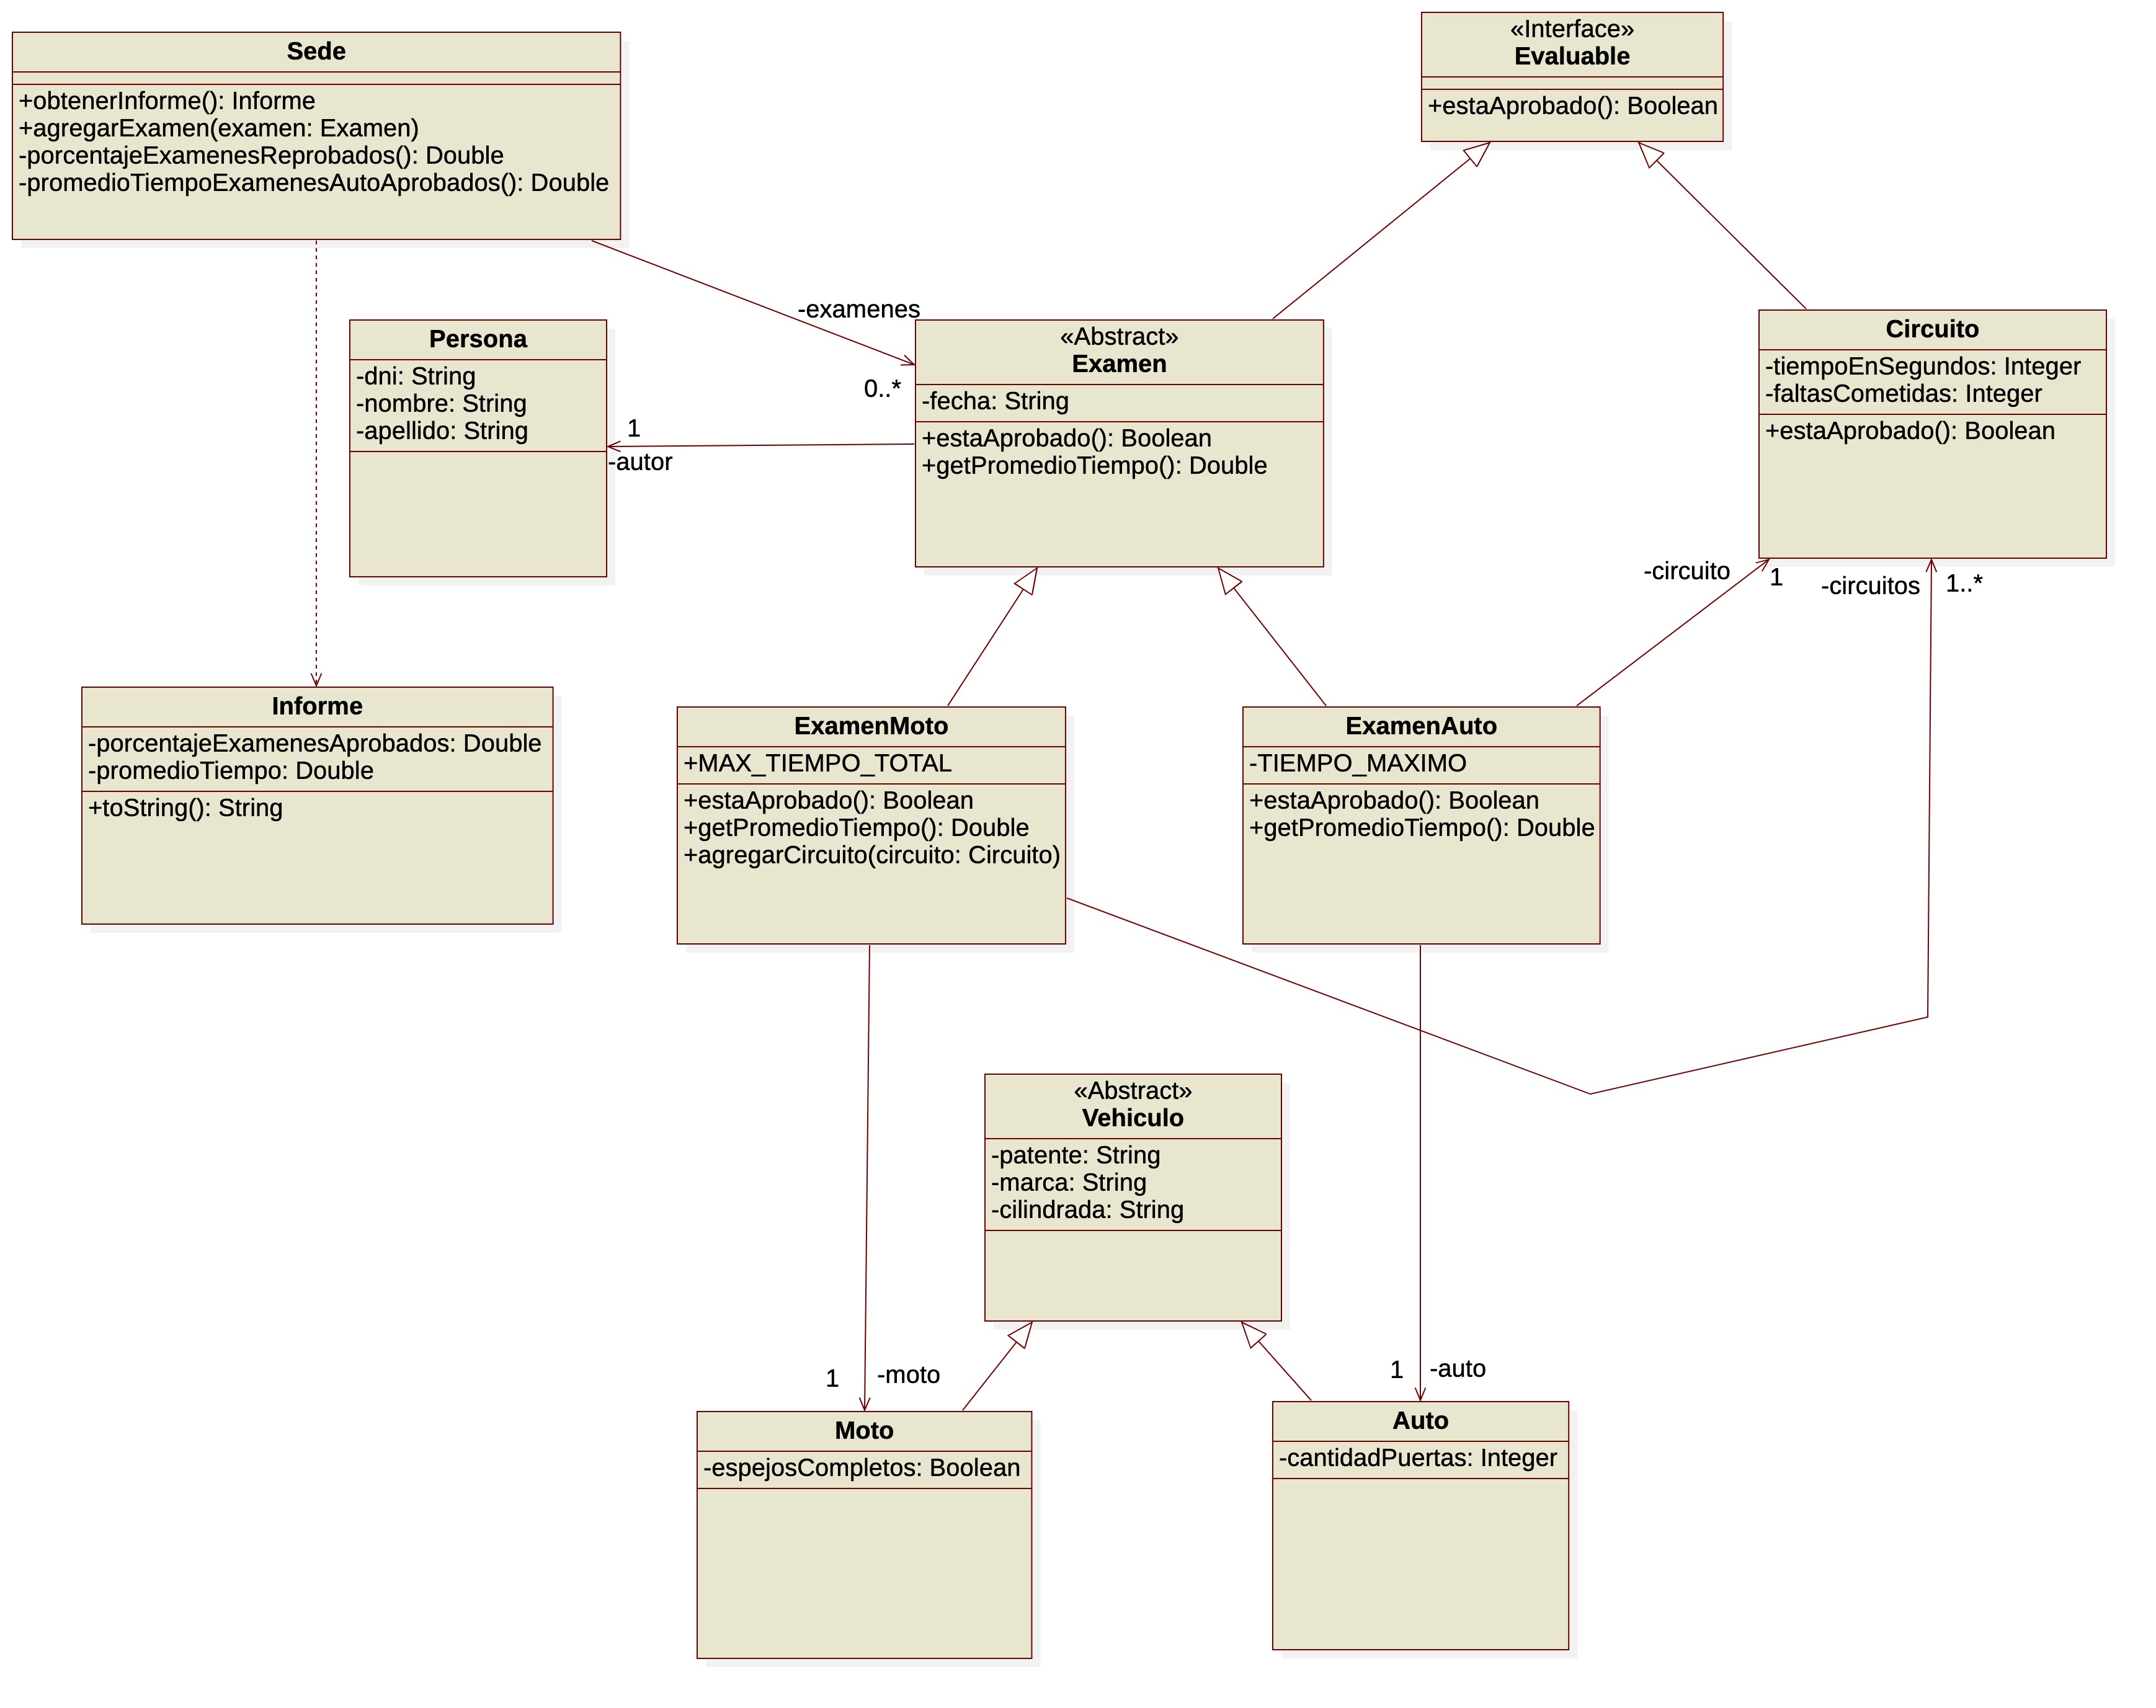 Sede
+obtenerInforme(): Informe
+agregarExamen(examen: Examen)
-porcentajeExamenesReprobados(): Double
-promedioTiempoExamenesAutoAprobados(): Double
«Interface»
Evaluable
+estaAprobado(): Boolean
-examenes
0..*
Persona
-dni: String
-nombre: String
-apellido: String
1
-autor
«Abstract»
Examen
-fecha: String
+estaAprobado(): Boolean
+getPromedioTiempo(): Double
Circuito
-tiempoEnSegundos: Integer
-faltasCometidas: Integer
+estaAprobado(): Boolean
-circuito
1
-circuitos
1..*
Informe
-porcentajeExamenesAprobados: Double
-promedioTiempo: Double
+toString(): String
ExamenMoto
+MAX_TIEMPO_TOTAL
+estaAprobado(): Boolean
+getPromedioTiempo(): Double
+agregarCircuito(circuito: Circuito)
ExamenAuto
-TIEMPO_MAXIMO
+estaAprobado(): Boolean
+getPromedioTiempo(): Double
«Abstract»
Vehiculo
-patente: String
-marca: String
-cilindrada: String
1
-moto
1
-auto
Moto
-espejosCompletos: Boolean
Auto
-cantidadPuertas: Integer